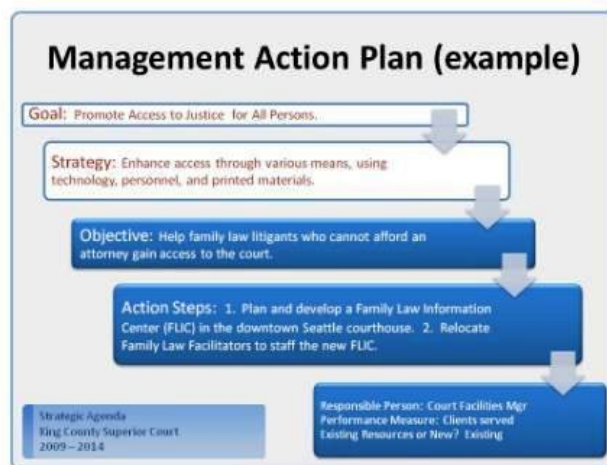 Management Action Plan (example)
Goal: Promote Access to Justice for All Persons.
Strategy: Enhance access through various means, using
technology, personnel, and printed materials.
Objective: Help family law litigants who cannot afford an
attorney gain access to the court.
Action Steps: 1. Plan and develop a Family Law Information
Center (FLIC) in the downtown Seattle courthouse. 2. Relocate
Family Law Facilitators to staff the new FLIC.
Responsible Person: Court Facilities Mgr
Performance Measure: Clients served
Existing Resources or New? Existing
Strategic Agenda
King County Superior Court
2009 – 2014